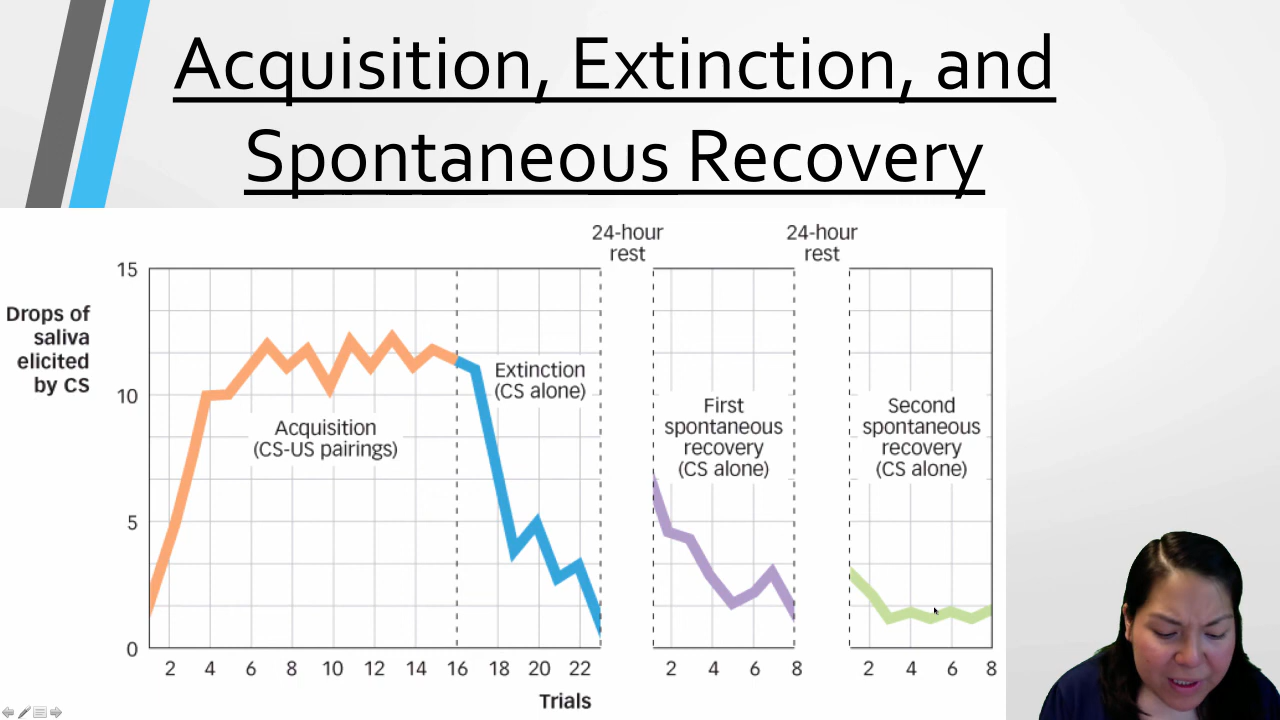 Acquisition, Extinction, and
Spontaneous Recovery
24-hour
rest
24-hour
rest
15
10
5
0
Drops of
saliva
elicited
by CS
Acquisition
(CS-US pairings)
Extinction
(CS alone)
First
spontaneous
recovery
(CS alone)
Second
spontaneous
recovery
(CS alone)
2 4 6 8 10 12 14 16 18 20 22
2 4 6 8
2 4 6 8
Trials